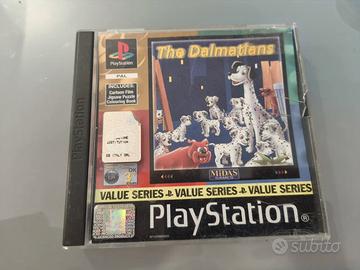 PlayStation
PAL
INCLUDES:
Cartoon Film
Jigsaw Puzzle
Colouring Book
The Dalmatians
MIDAS
VALUE SERIES - VALUE SERIES - VALUE SERIES
PlayStation®
PlayStation
subito